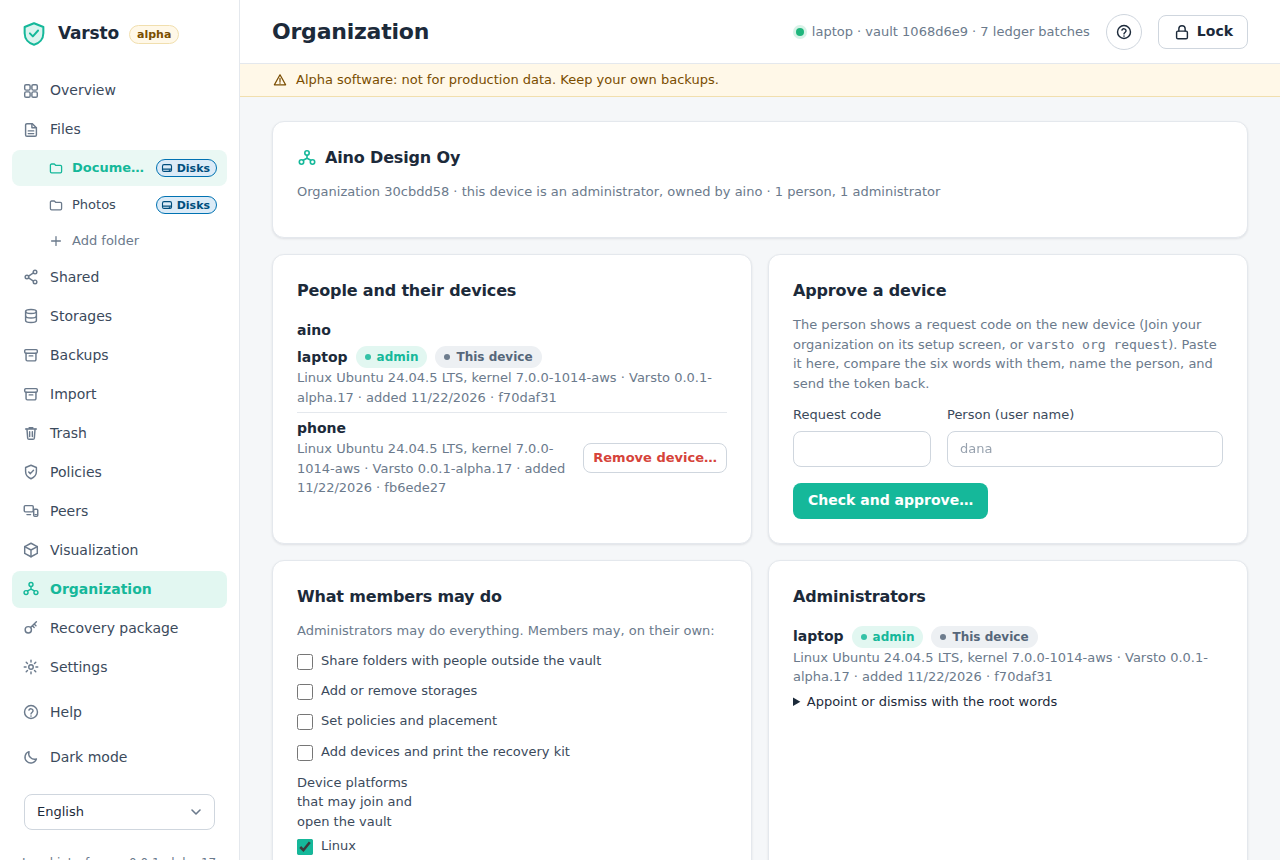 Varsto alpha
Overview
Files
Docume... Disks
Photos Disks
Add folder
Shared
Storages
Backups
Import
Trash
Policies
Peers
Visualization
Organization
Recovery package
Settings
Help
Dark mode
English
Organization
laptop · vault 1068d6e9 · 7 ledger batches
Lock
Alpha software: not for production data. Keep your own backups.
Aino Design Oy
Organization 30cbdd58 · this device is an administrator, owned by aino · 1 person, 1 administrator
People and their devices
aino
laptop admin This device
Linux Ubuntu 24.04.5 LTS, kernel 7.0.0-1014-aws · Varsto 0.0.1-
alpha.17 · added 11/22/2026 · f70daf31
phone
Linux Ubuntu 24.04.5 LTS, kernel 7.0.0-
1014-aws · Varsto 0.0.1-alpha.17 · added
11/22/2026 · fb6ede27
Remove device...
Approve a device
The person shows a request code on the new device (Join your
organization on its setup screen, or varsto org request). Paste
it here, compare the six words with them, name the person, and
send the token back.
Request code
Person (user name)
dana
Check and approve...
What members may do
Administrators may do everything. Members may, on their own:
Share folders with people outside the vault
Add or remove storages
Set policies and placement
Add devices and print the recovery kit
Device platforms
that may join and
open the vault
Linux
Administrators
laptop admin This device
Linux Ubuntu 24.04.5 LTS, kernel 7.0.0-1014-aws · Varsto 0.0.1-
alpha.17 · added 11/22/2026 · f70daf31
Appoint or dismiss with the root words